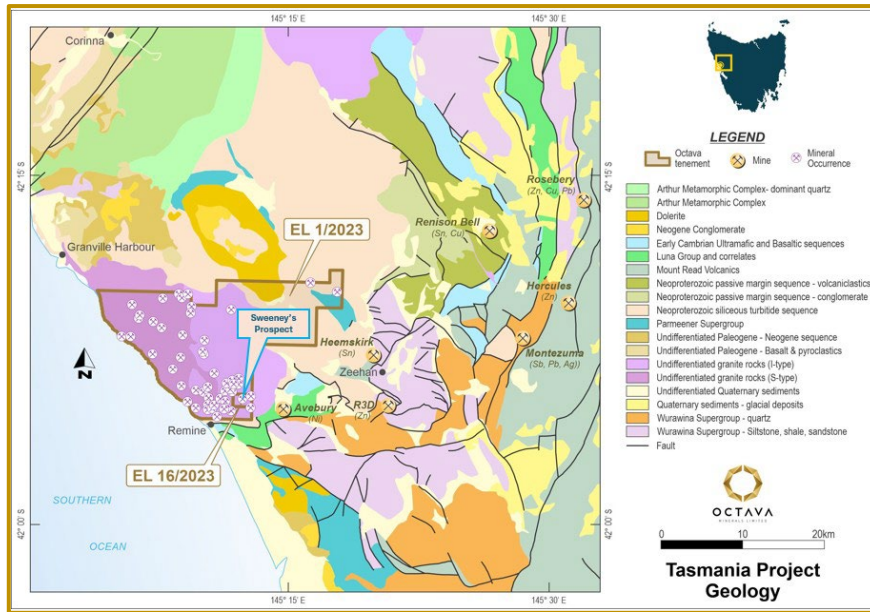 145° 15' E
145° 30' E
Corinna
42° 15' S
42° 15' S
Rosebery
(Zn, Cu, Pb)
Renison Bell
(Sn, Cu)
EL 1/2023
Granville Harbour
Hercules
(Zn)
Sweeney's
Prospect
Heemskirk
(Sn)
Zeehan
Montezuma
(Sb, Pb, Ag))
N
Avebury
(Ni)
R3D
(Zn)
Remine
EL 16/2023
SOUTHERN
OCEAN
42° 00' S
42° 00' S
145° 15' E
145° 30' E
LEGEND
Octava
tenement
Mine
Mineral
Occurrence
Arthur Metamorphic Complex- dominant quartz
Arthur Metamorphic Complex
Dolerite
Neogene Conglomerate
Early Cambrian Ultramafic and Basaltic sequences
Luna Group and correlates
Mount Read Volcanics
Neoproterozoic passive margin sequence - volcaniclastics
Neoproterozoic passive margin sequence - conglomerate
Neoproterozoic siliceous turbidite sequence
Parmeener Supergroup
Undifferentiated Paleogene - Neogene sequence
Undifferentiated Paleogene - Basalt & pyroclastics
Undifferentiated granite rocks (I-type)
Undifferentiated granite rocks (S-type)
Undifferentiated Quaternary sediments
Quaternary sediments - glacial deposits
Wurawina Supergroup - quartz
Wurawina Supergroup - Siltstone, shale, sandstone
Fault
OCTAVA
MINERALS LIMITED
0 10 20km
Tasmania Project
Geology